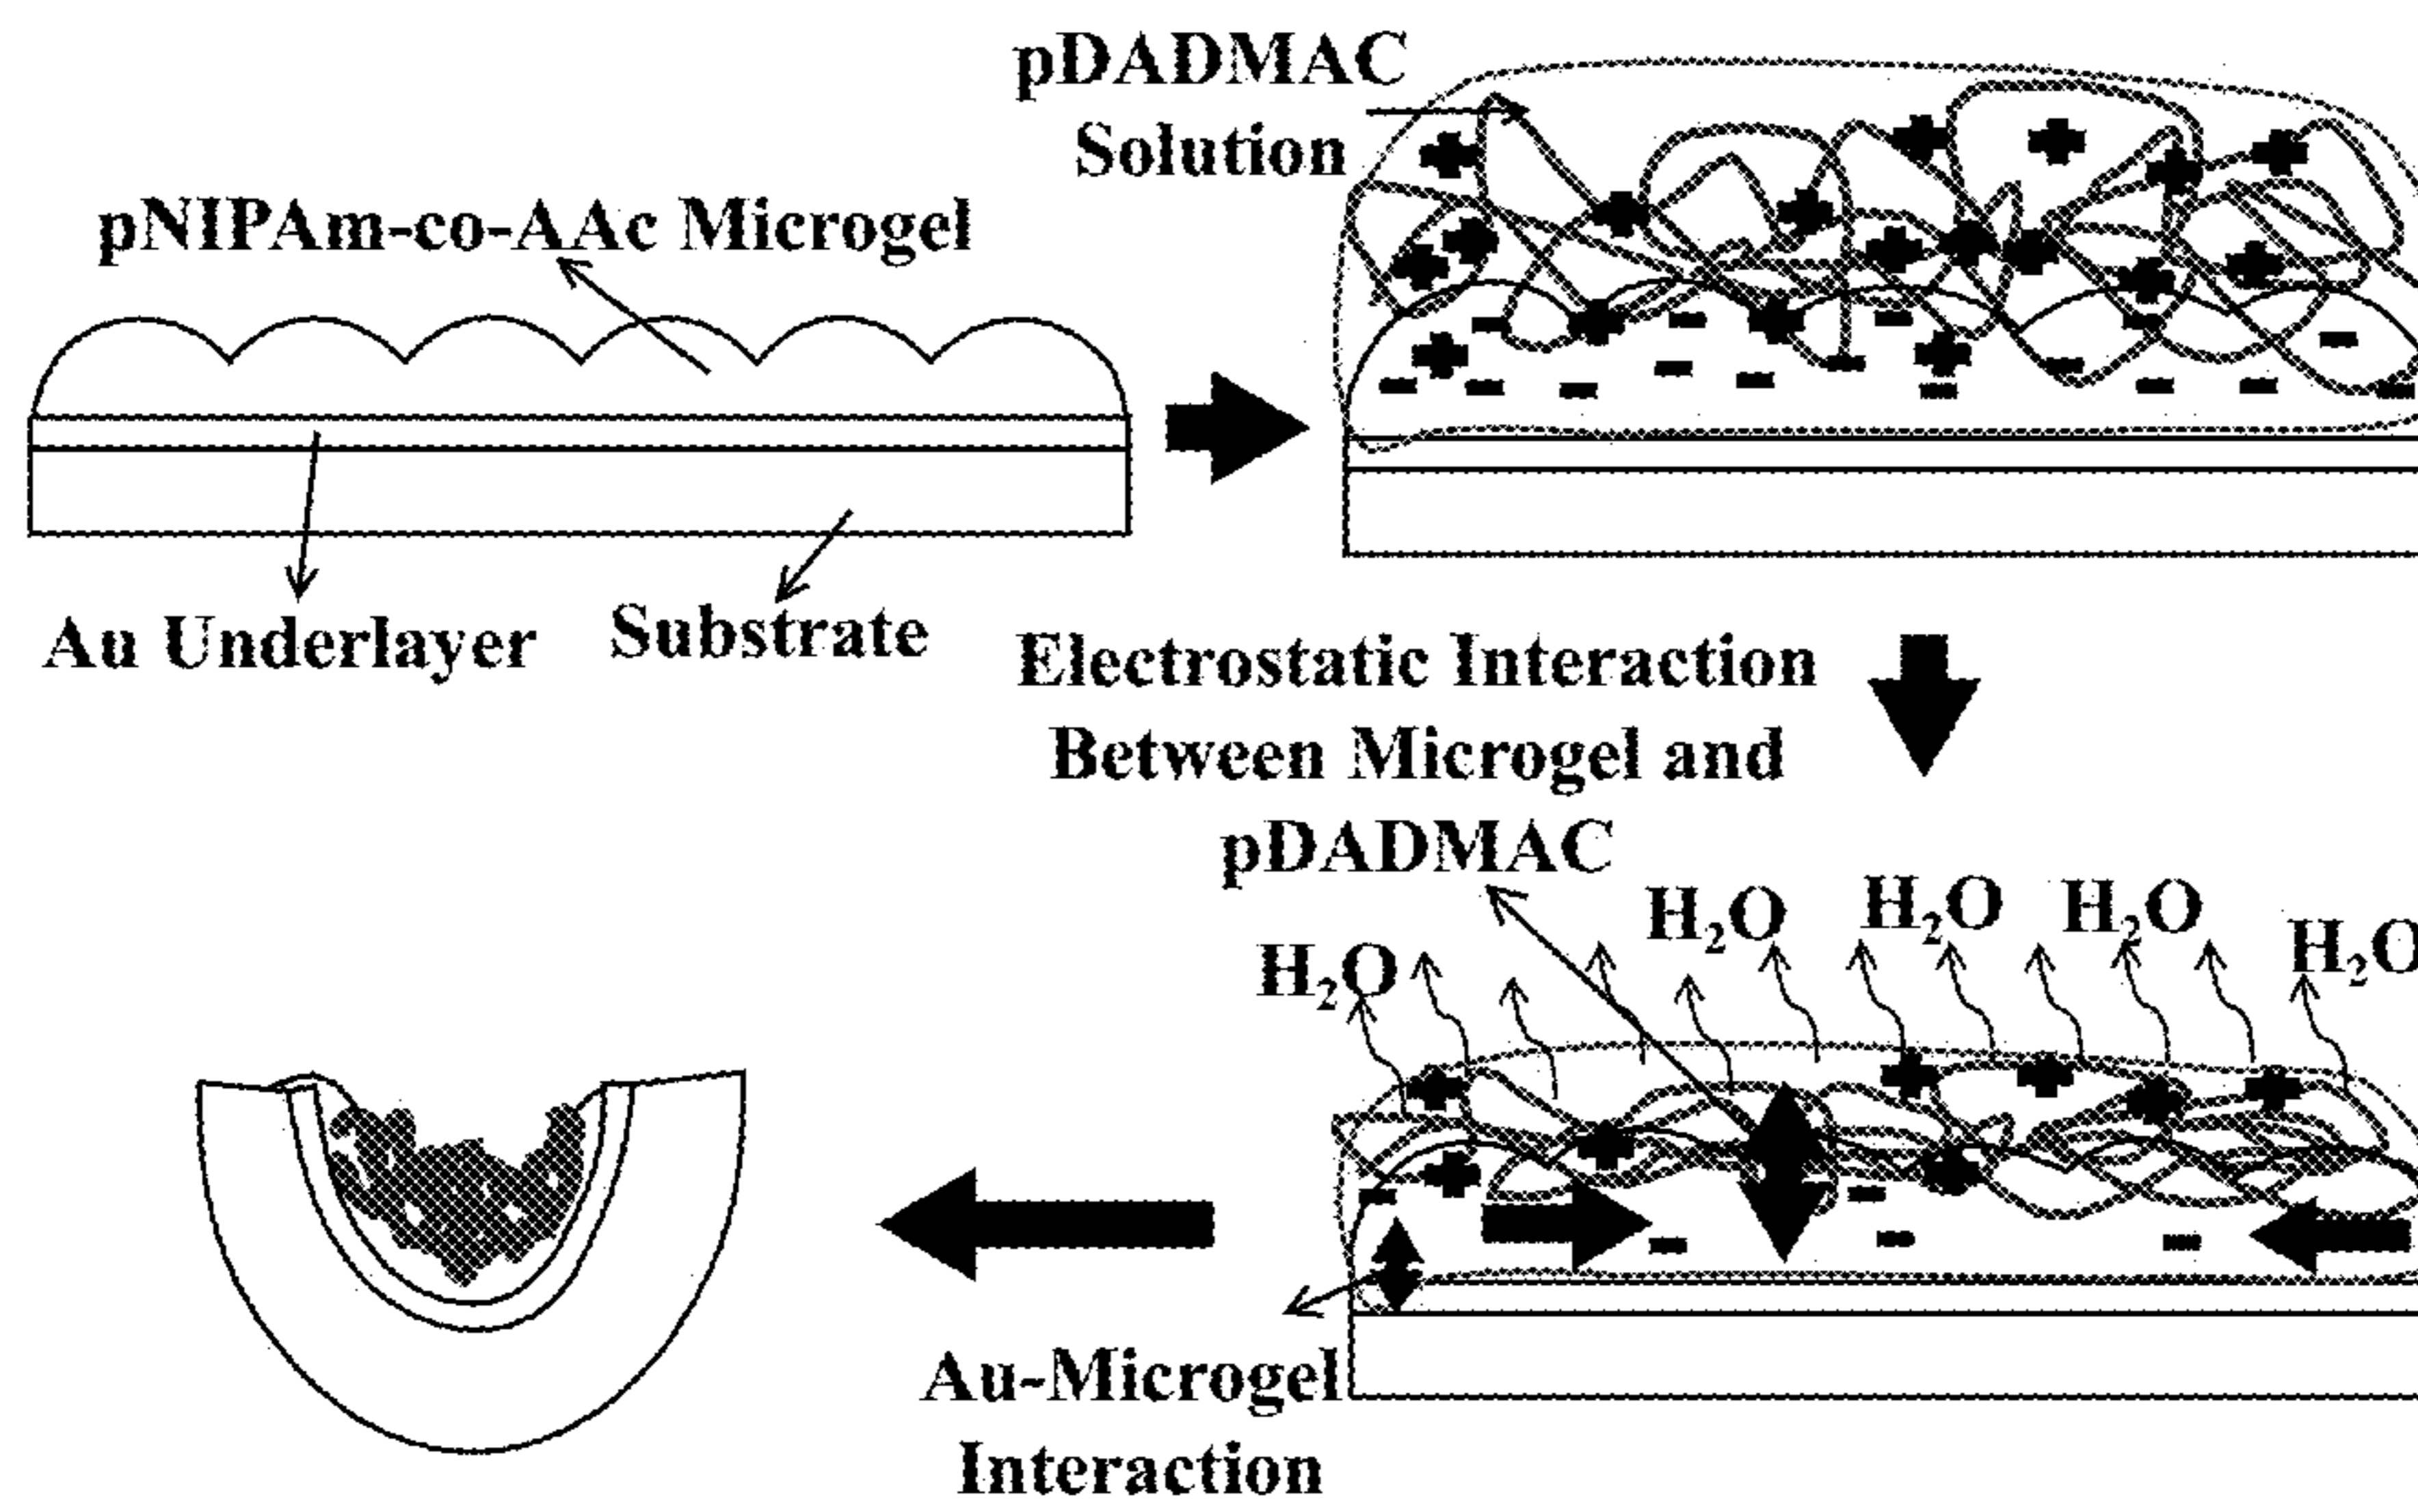 pDADMAC
Solution
pNIPAm-co-AAc Microgel
Au Underlayer
Substrate
Electrostatic Interaction
Between Microgel and
pDADMAC
H₂O
H₂O
H₂O
H₂O
H₂O
Au-Microgel
Interaction